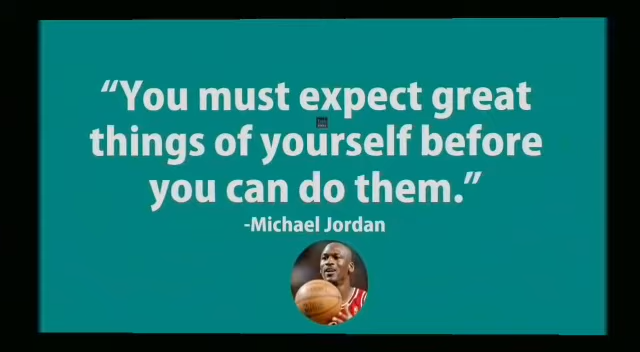 “You must expect great
things of yourself before
you can do them.”
-Michael Jordan